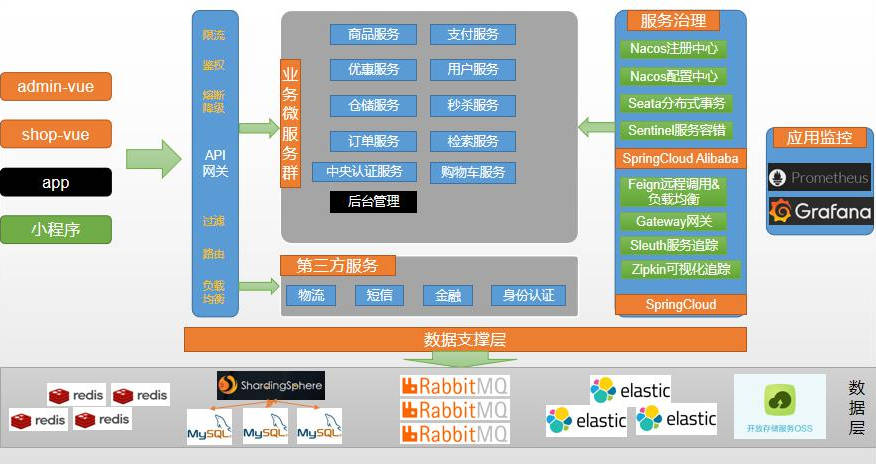 admin-vue
shop-vue
app
小程序
限流
鉴权
熔断
降级
API
网关
过滤
路由
负载
均衡
业务微服务群
商品服务
支付服务
优惠服务
用户服务
仓储服务
秒杀服务
订单服务
检索服务
中央认证服务
购物车服务
后台管理
第三方服务
物流
短信
金融
身份认证
服务治理
Nacos注册中心
Nacos配置中心
Seata分布式事务
Sentinel服务容错
SpringCloud Alibaba
Feign远程调用&
负载均衡
Gateway网关
Sleuth服务追踪
Zipkin可视化追踪
SpringCloud
应用监控
Prometheus
Grafana
数据支撑层
redis
redis
redis
redis
ShardingSphere
MySQL
MySQL
MySQL
RabbitMQ
RabbitMQ
RabbitMQ
elastic
elastic
elastic
开放存储服务OSS
数据层